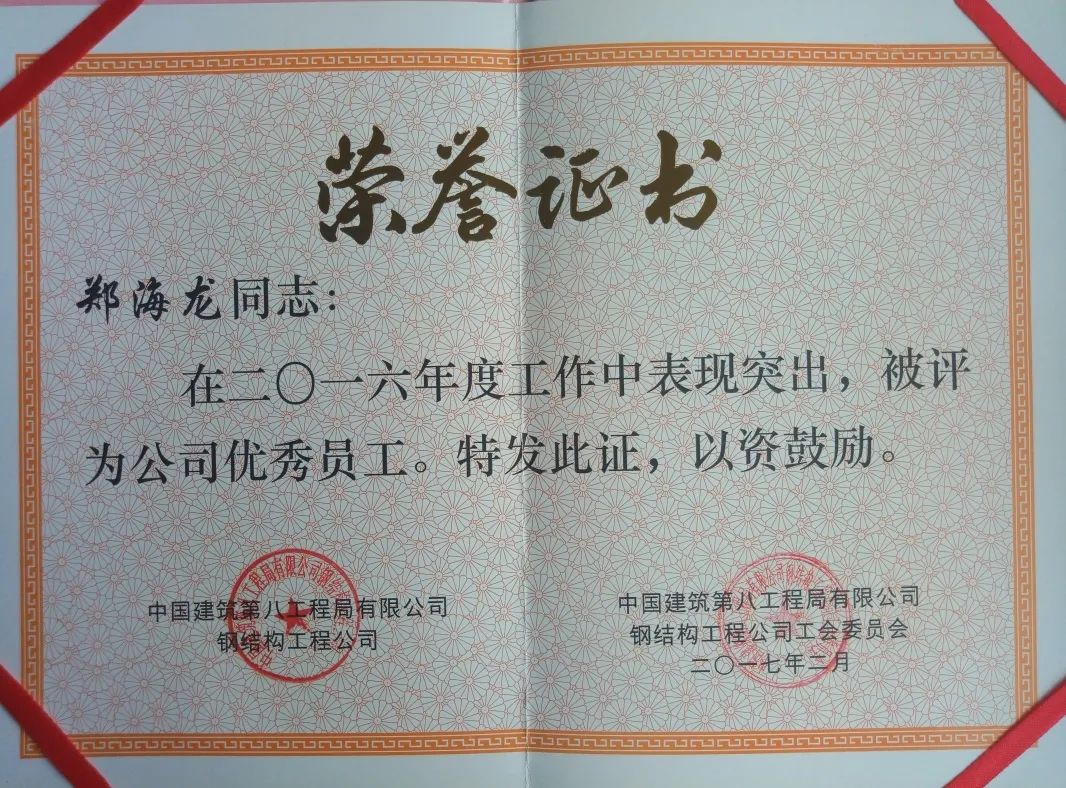 荣誉证书
郑海龙同志：
在二〇一六年度工作中表现突出，被评
为公司优秀员工。特发此证，以资鼓励。
中国建筑第八工程局有限公司
钢结构工程公司
中国建筑第八工程局有限公司
钢结构工程公司工会委员会
二〇一七年二月